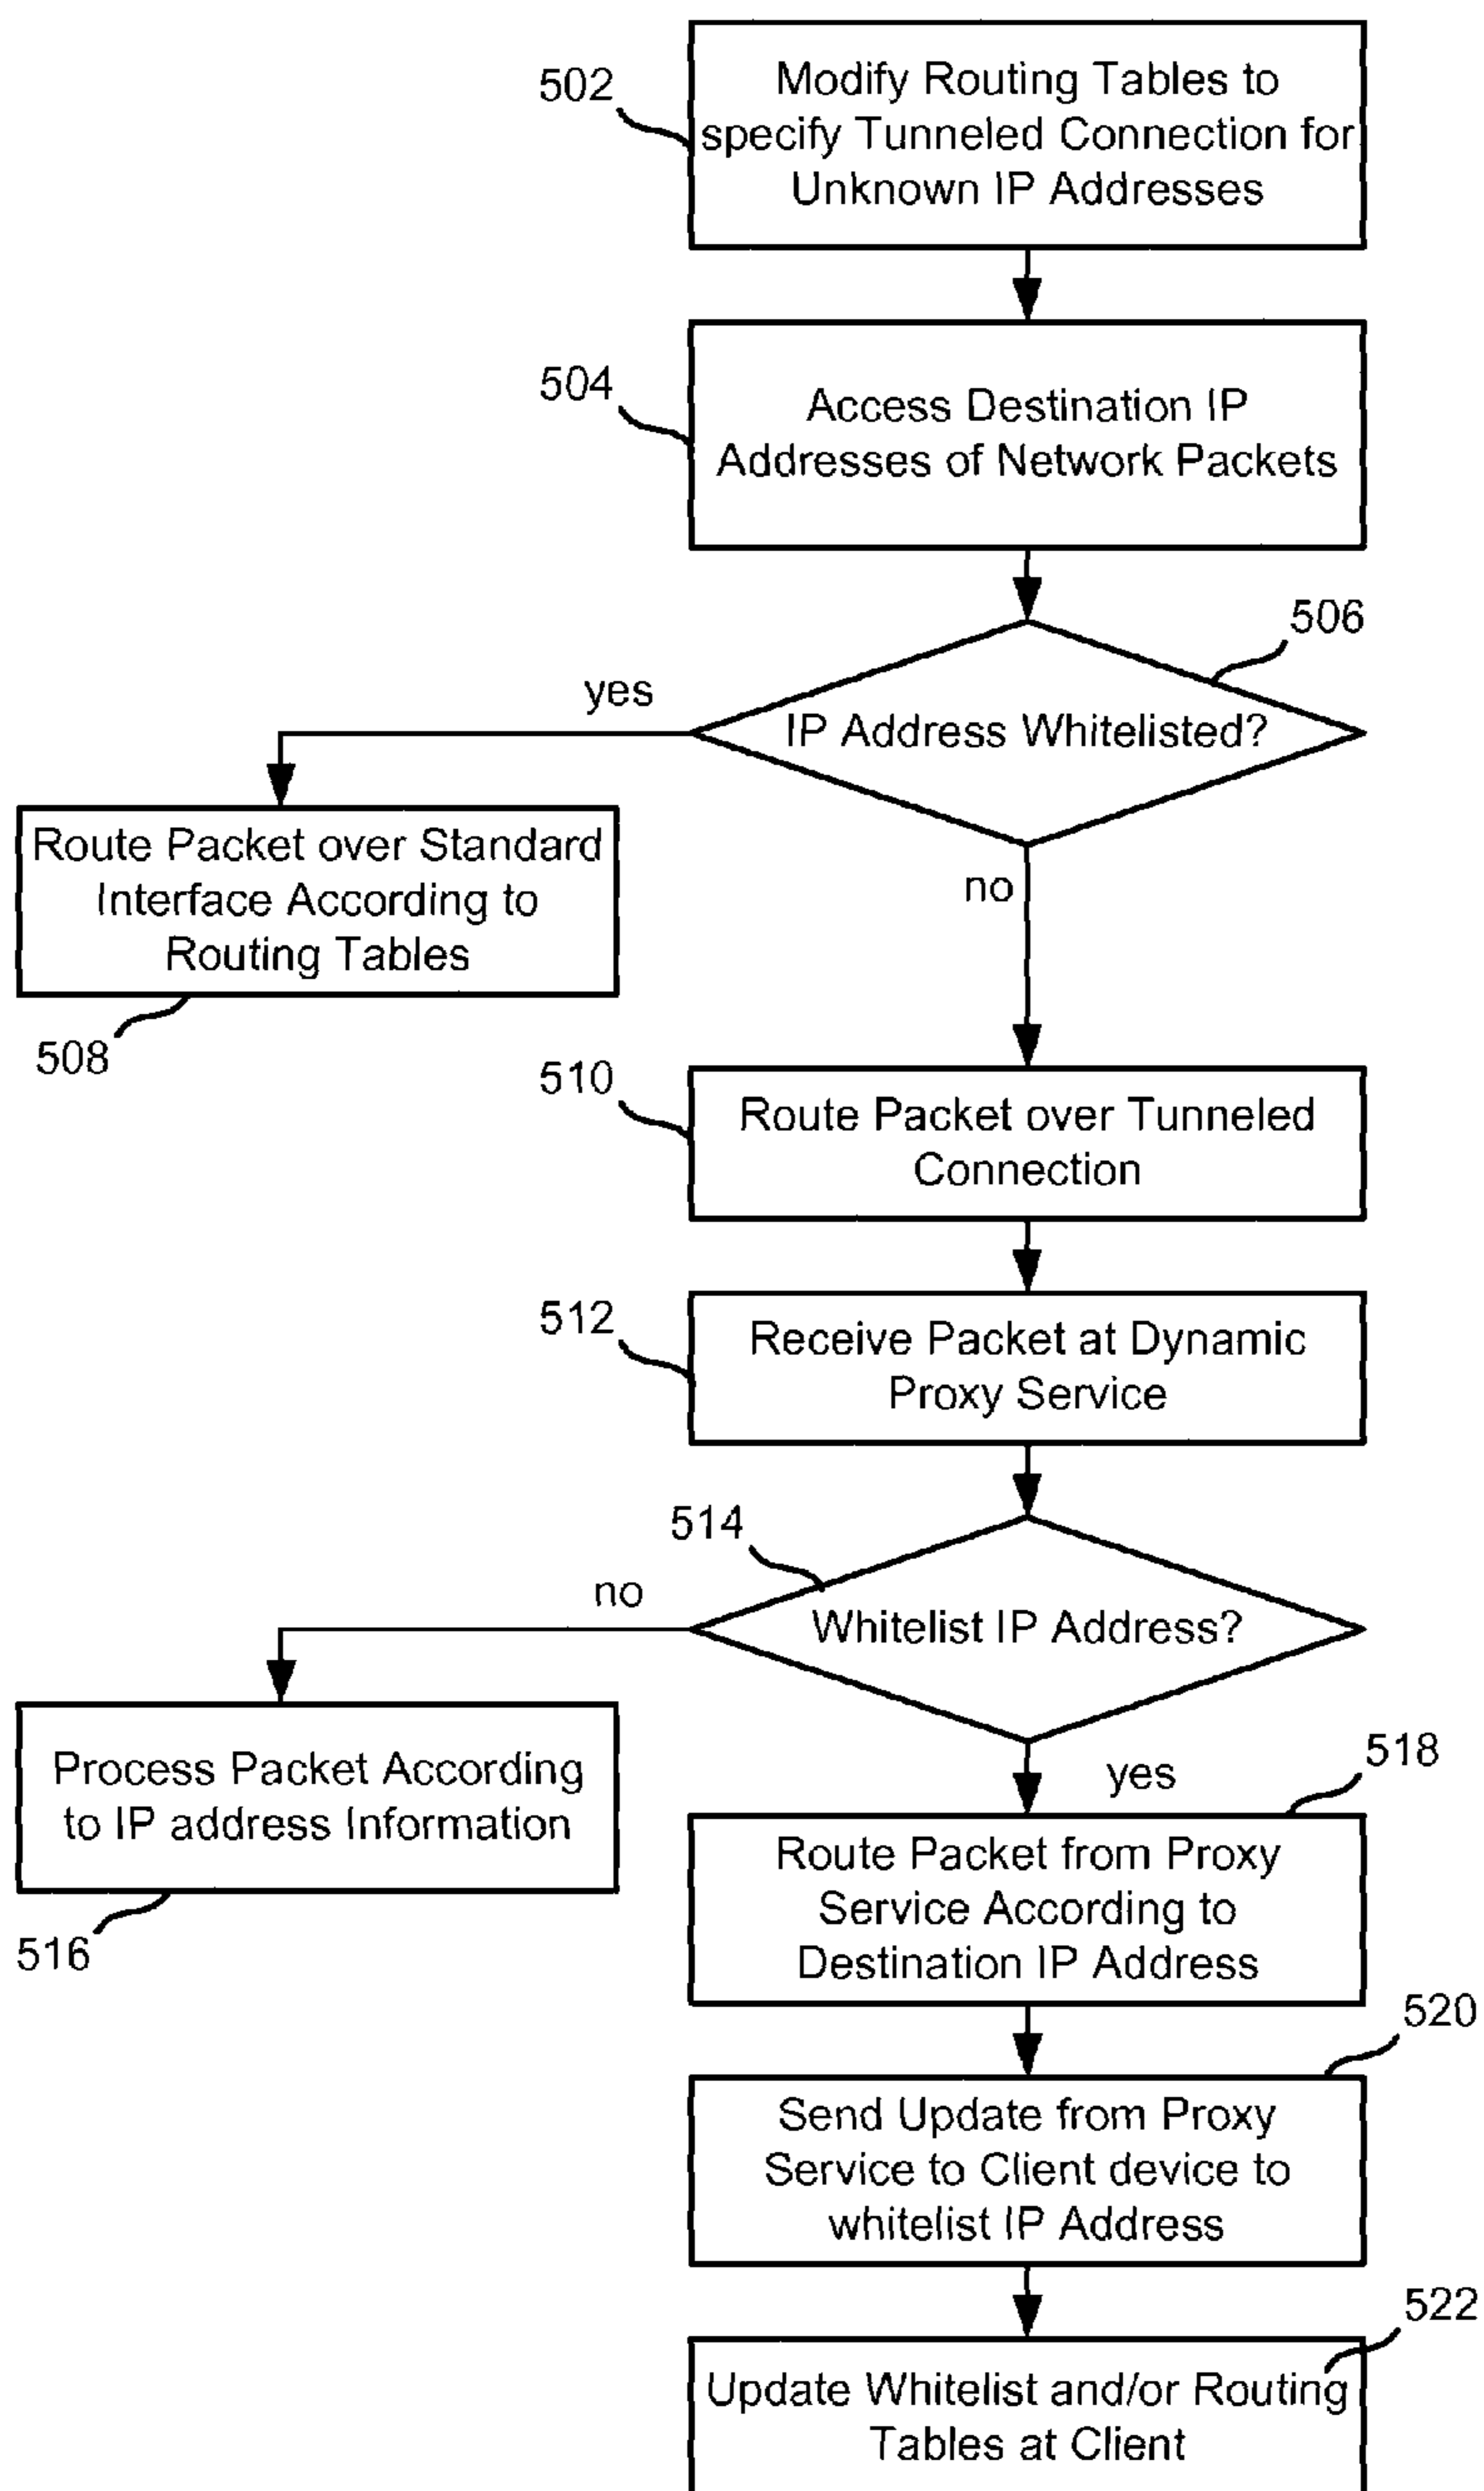 502
Modify Routing Tables to
specify Tunneled Connection for
Unknown IP Addresses
504
Access Destination IP
Addresses of Network Packets
506
yes
IP Address Whitelisted?
Route Packet over Standard
Interface According to
Routing Tables
no
508
510
Route Packet over Tunneled
Connection
512
Receive Packet at Dynamic
Proxy Service
514
no
Whitelist IP Address?
518
yes
Process Packet According
to IP address Information
Route Packet from Proxy
Service According to
Destination IP Address
516
520
Send Update from Proxy
Service to Client device to
whitelist IP Address
522
Update Whitelist and/or Routing
Tables at Client